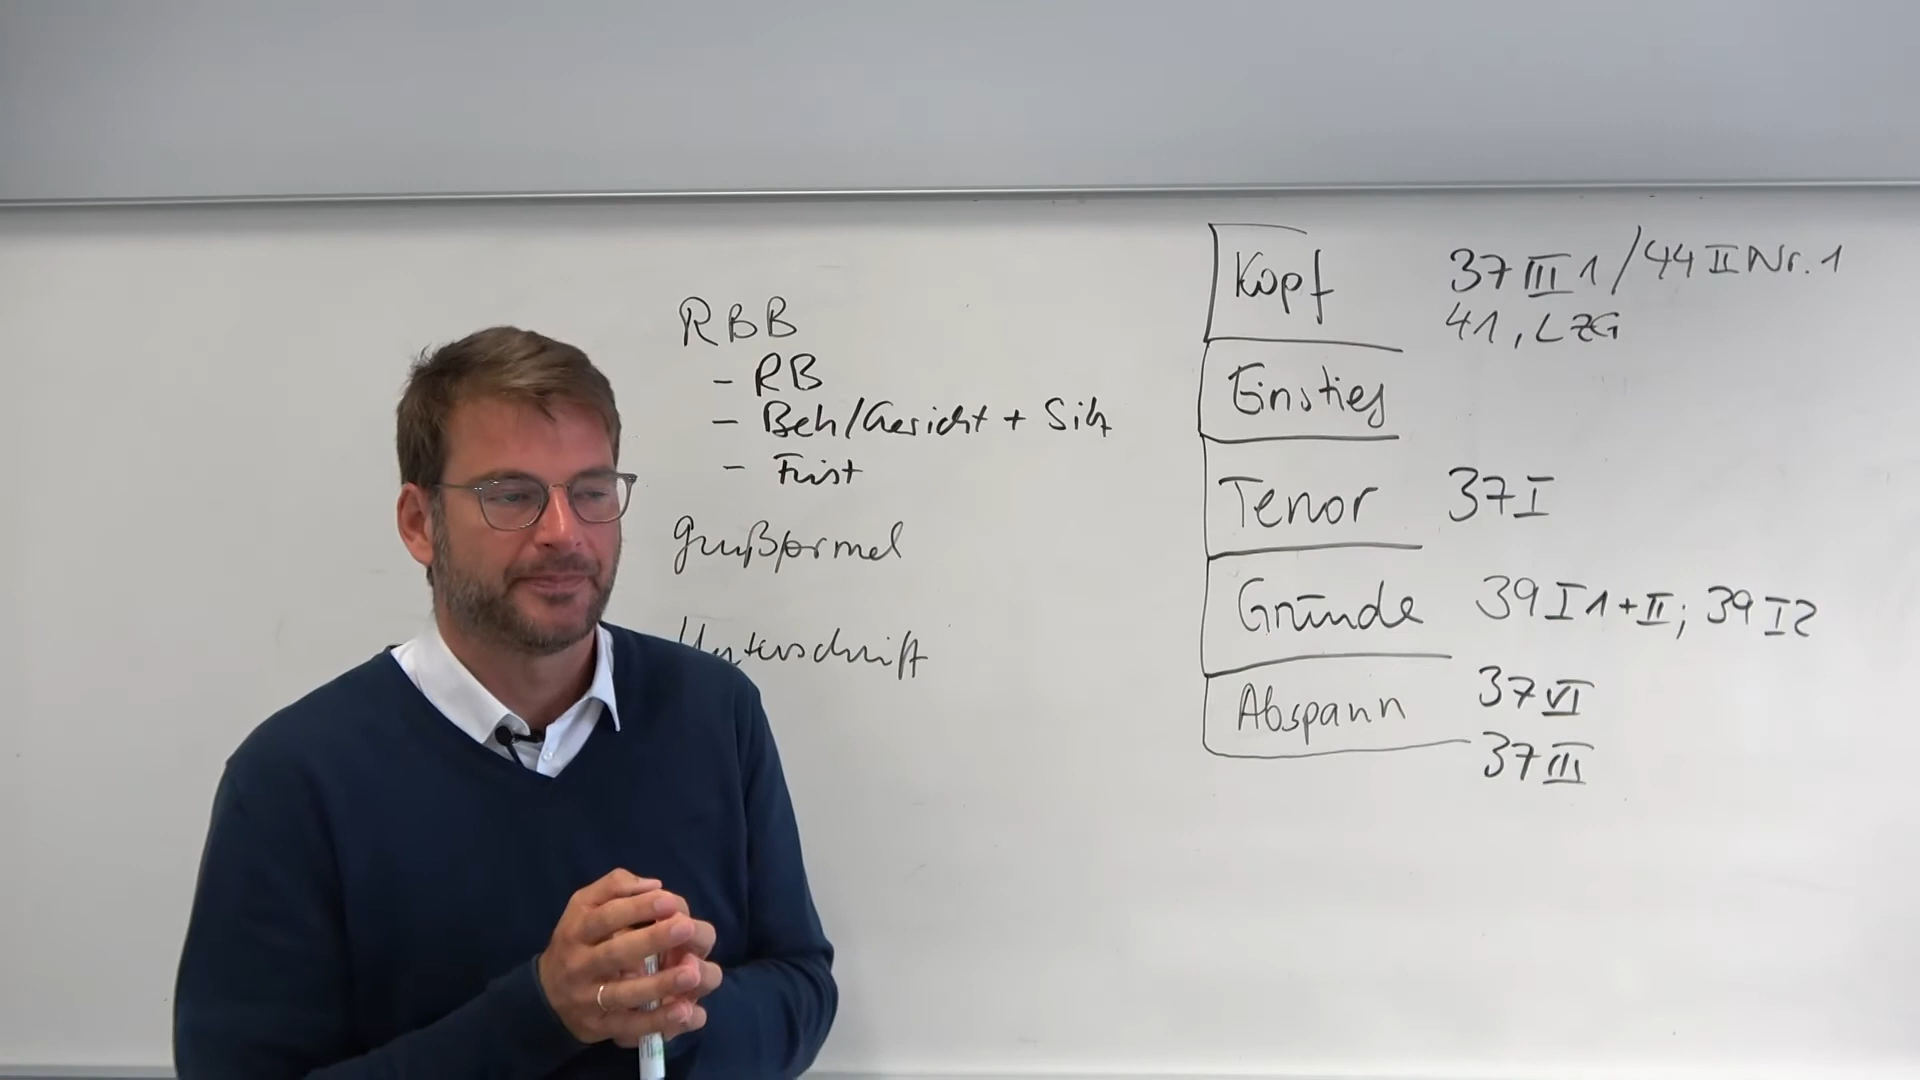 RBB
- RB
- Beh/Gericht + Sitz
- Frist
Grußformel
Unterschrift
Kopf 37 III 1 / 44 II Nr. 1
41, LZG
Einstieg
Tenor 37 I
Gründe 39 I 1 + II; 39 I 2
Abspann 37 VI
37 III